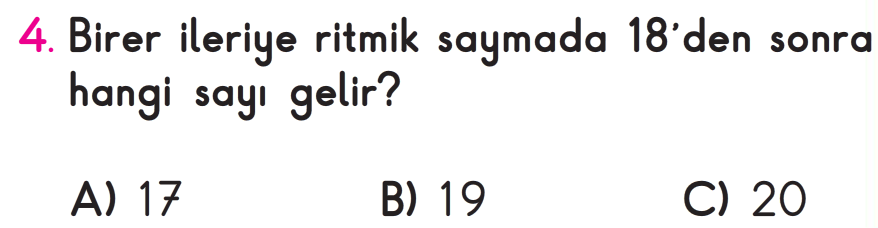 4. Birer ileriye ritmik saymada 18'den sonra
hangi sayı gelir?
A) 17 B) 19 C) 20